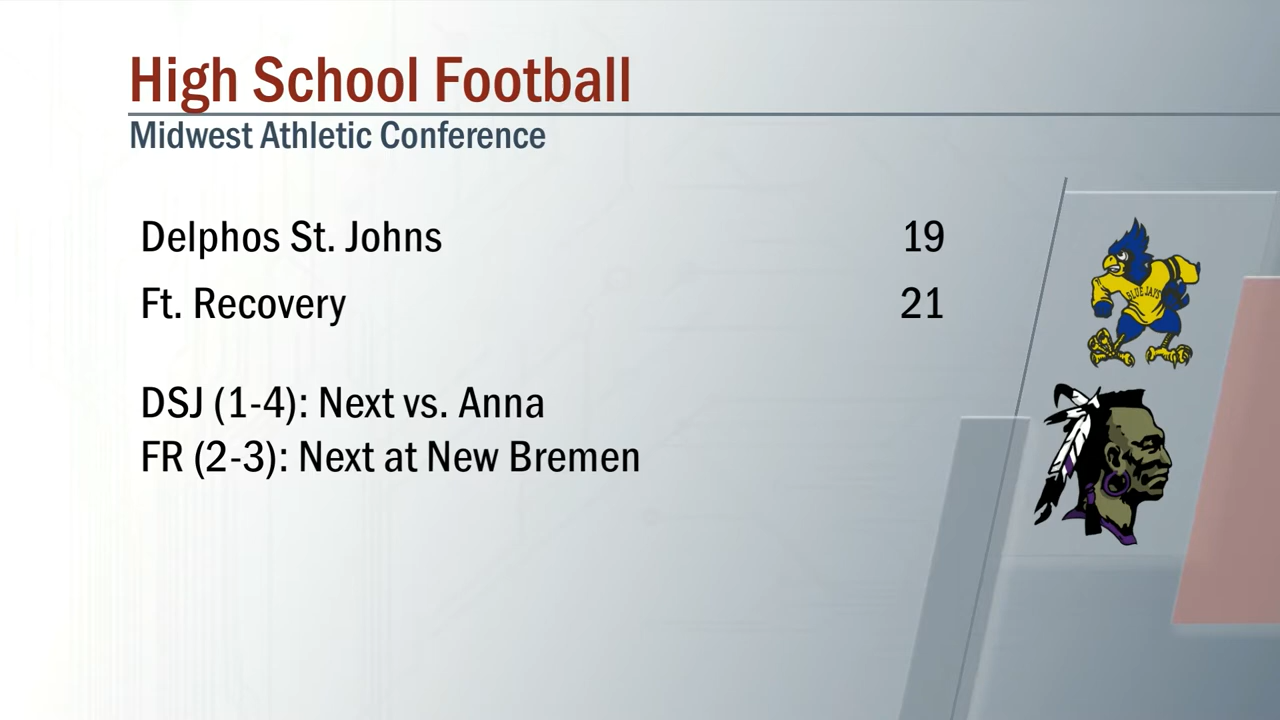 High School Football
Midwest Athletic Conference
Delphos St. Johns 19
Ft. Recovery 21
DSJ (1-4): Next vs. Anna
FR (2-3): Next at New Bremen
BLUE JAYS